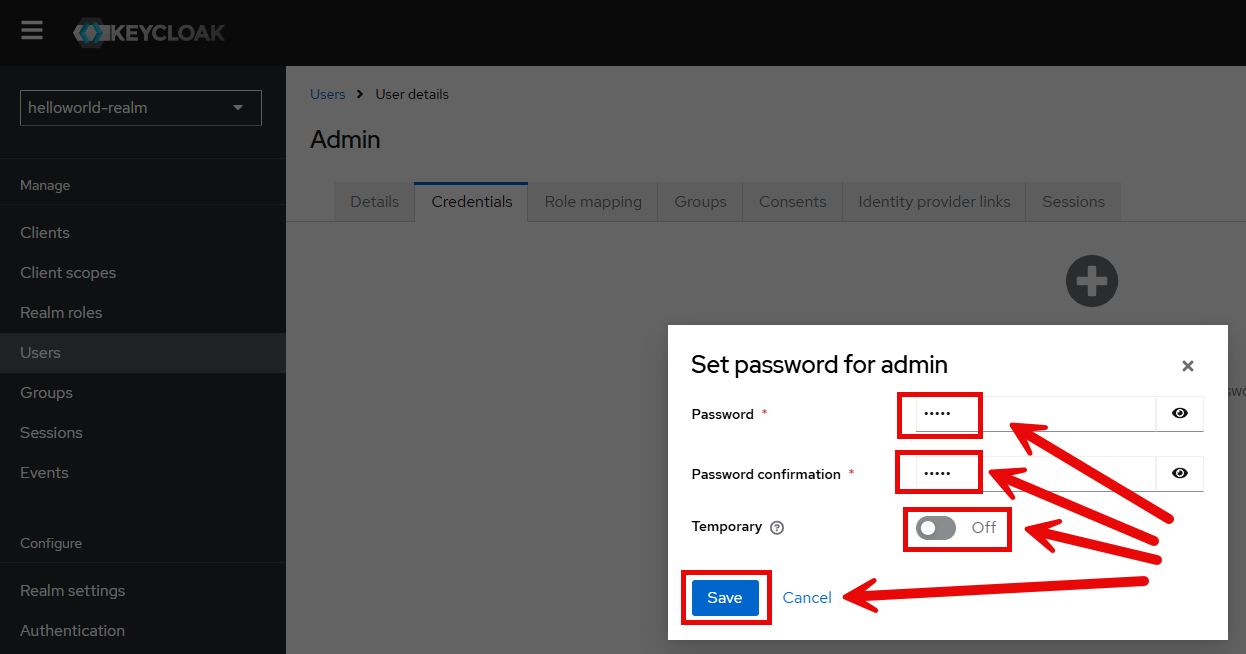 KEYCLOAK
helloworld-realm
Manage
Clients
Client scopes
Realm roles
Users
Groups
Sessions
Events
Configure
Realm settings
Authentication
Users > User details
Admin
Details Credentials Role mapping Groups Consents Identity provider links Sessions
Set password for admin
Password *
•••••
Password confirmation *
•••••
Temporary
Off
Save Cancel